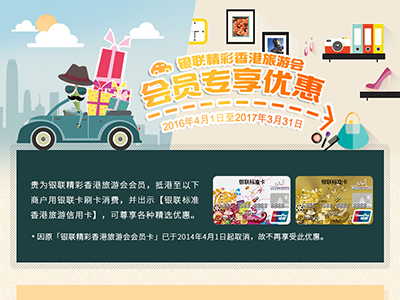 银联精彩香港旅游会
会员专享优惠
2016年4月1日至2017年3月31日
贵为银联精彩香港旅游会会员，抵港至以下
商户用银联卡刷卡消费，并出示【银联标准
香港旅游信用卡】，可尊享各种精选优惠。
* 因原「银联精彩香港旅游会会员卡」已于2014年4月1日起取消，故不再享受此优惠。
银联标准卡
银联标准卡